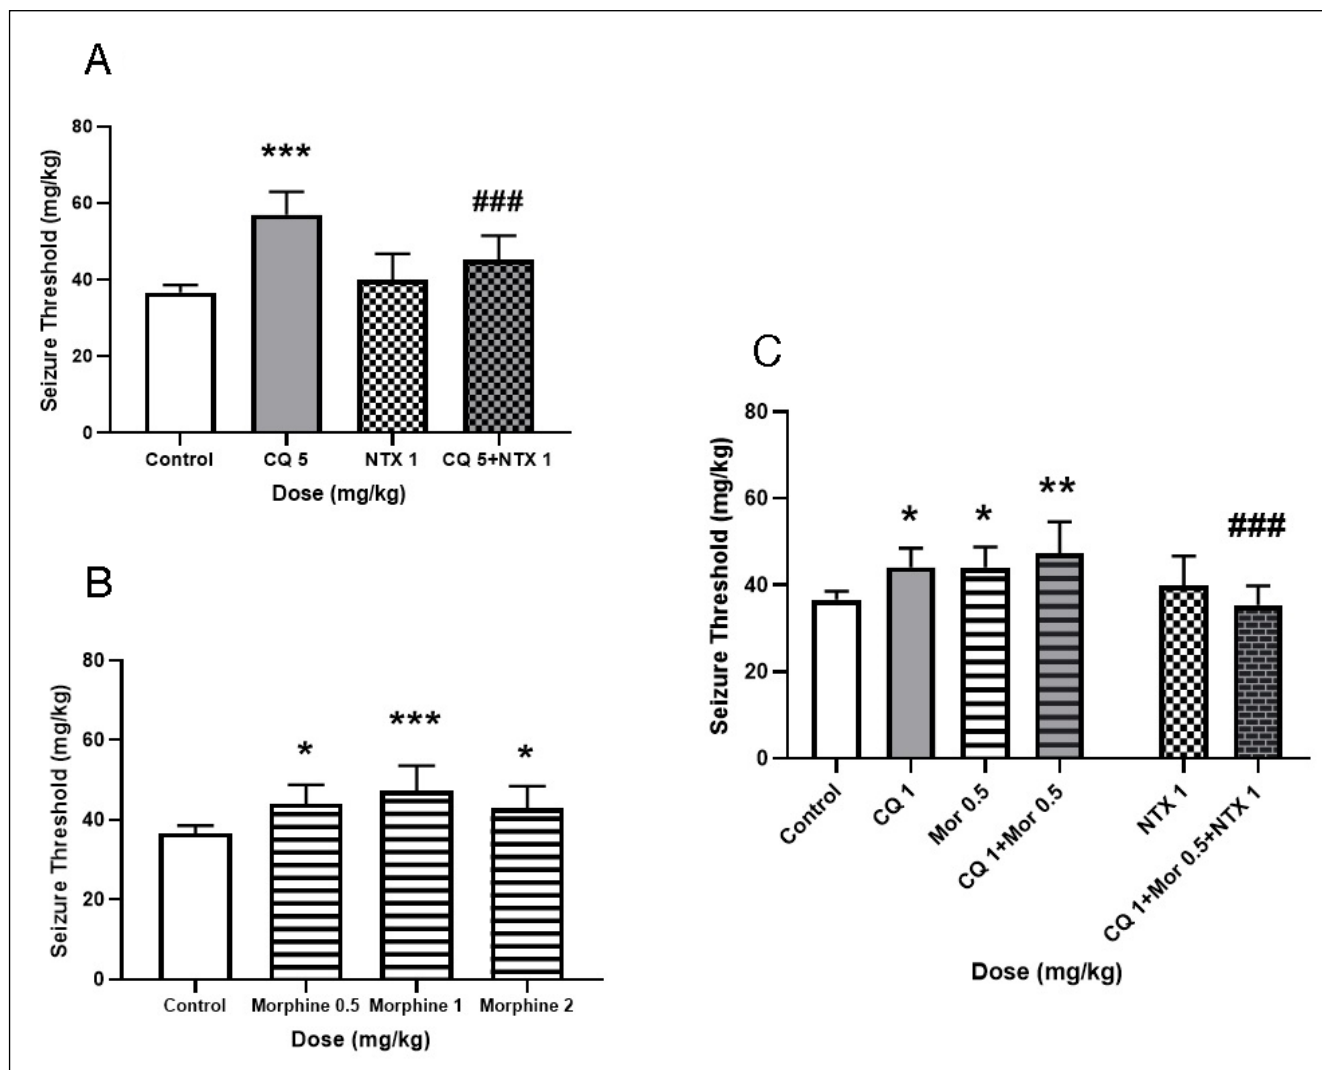 A
Seizure Threshold (mg/kg)
80
60
40
20
0
***
###
Control
CQ 5
NTX 1
CQ 5+NTX 1
Dose (mg/kg)
B
Seizure Threshold (mg/kg)
80
60
40
20
0
*
***
*
Control
Morphine 0.5
Morphine 1
Morphine 2
Dose (mg/kg)
C
Seizure Threshold (mg/kg)
80
60
40
20
0
*
*
**
###
Control
CQ 1
Mor 0.5
CQ 1+Mor 0.5
NTX 1
CQ 1+Mor 0.5+NTX 1
Dose (mg/kg)